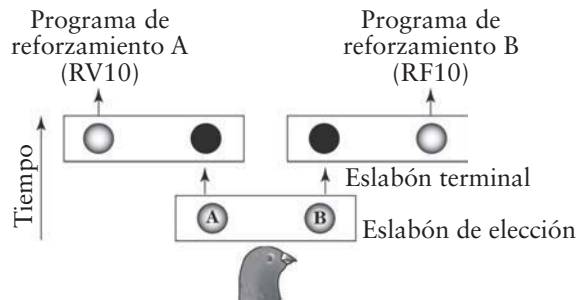 Programa de
reforzamiento A
(RV10)
Programa de
reforzamiento B
(RF10)
Tiempo
Eslabón terminal
A
B
Eslabón de elección